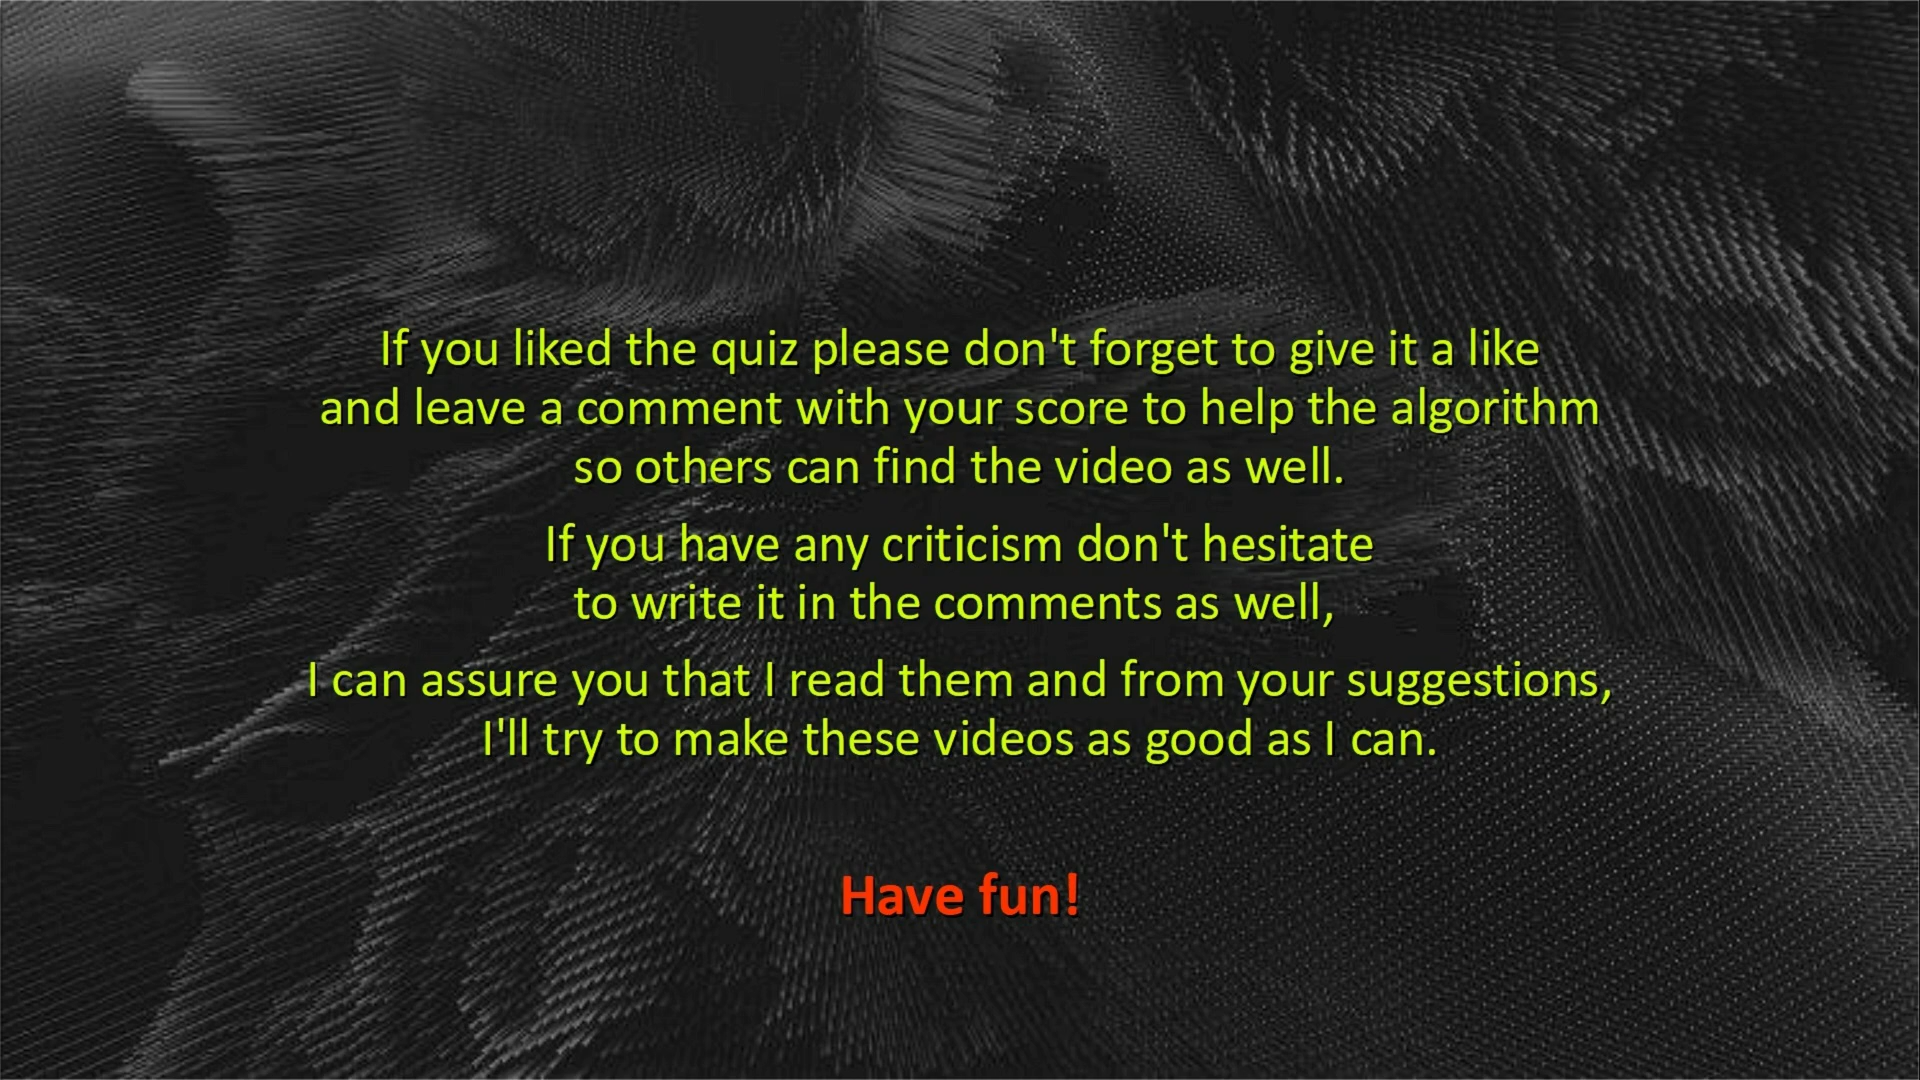 If you liked the quiz please don't forget to give it a like
and leave a comment with your score to help the algorithm
so others can find the video as well.
If you have any criticism don't hesitate
to write it in the comments as well,
I can assure you that I read them and from your suggestions,
I'll try to make these videos as good as I can.
Have fun!